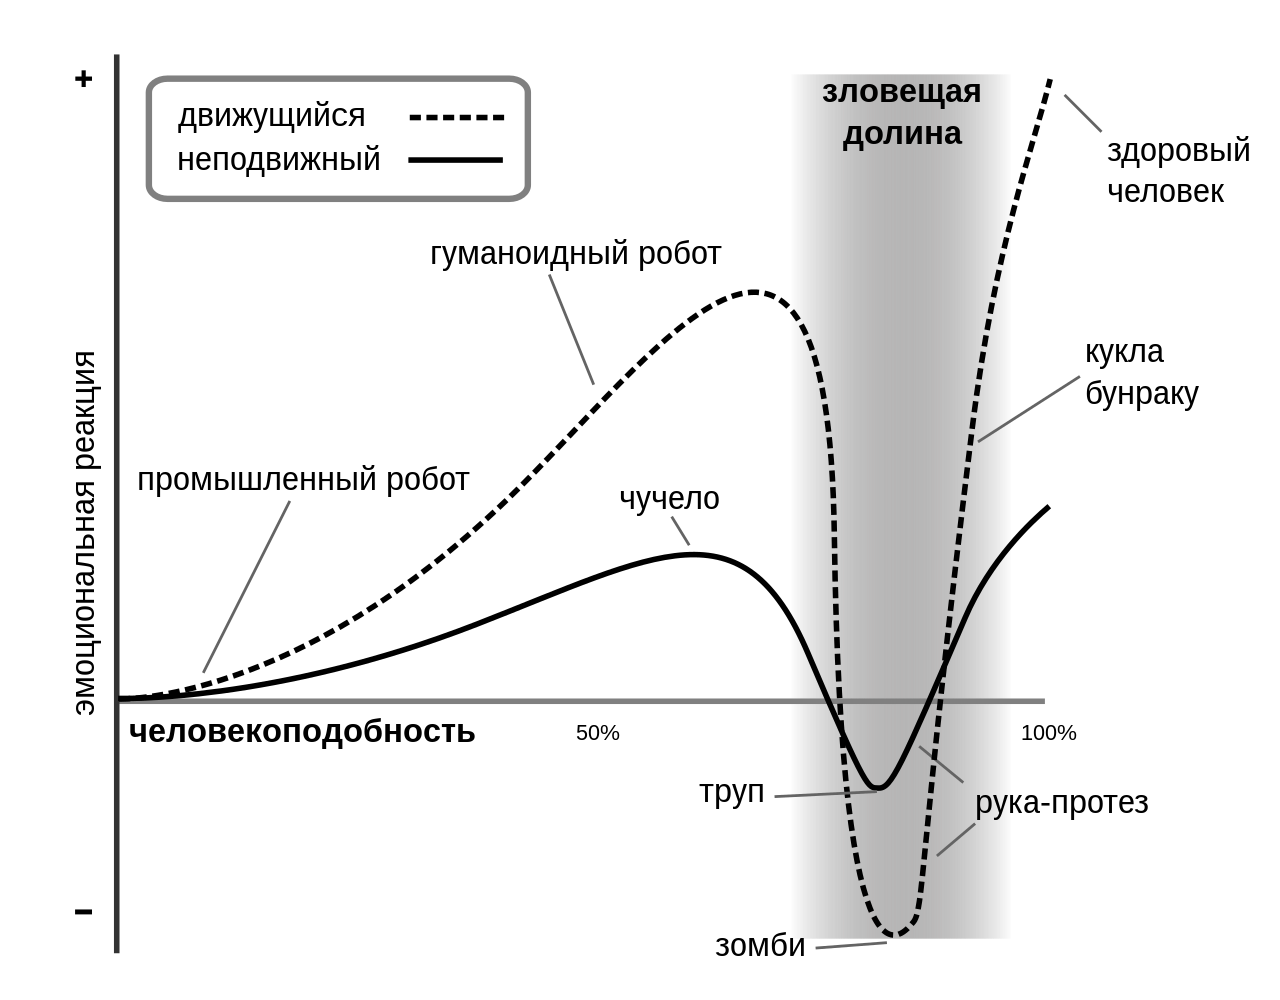 +
зловещая
долина
движущийся
неподвижный
здоровый
человек
гуманоидный робот
кукла
бунраку
эмоциональная реакция
промышленный робот
чучело
человекоподобность
50%
100%
труп
рука-протез
–
зомби